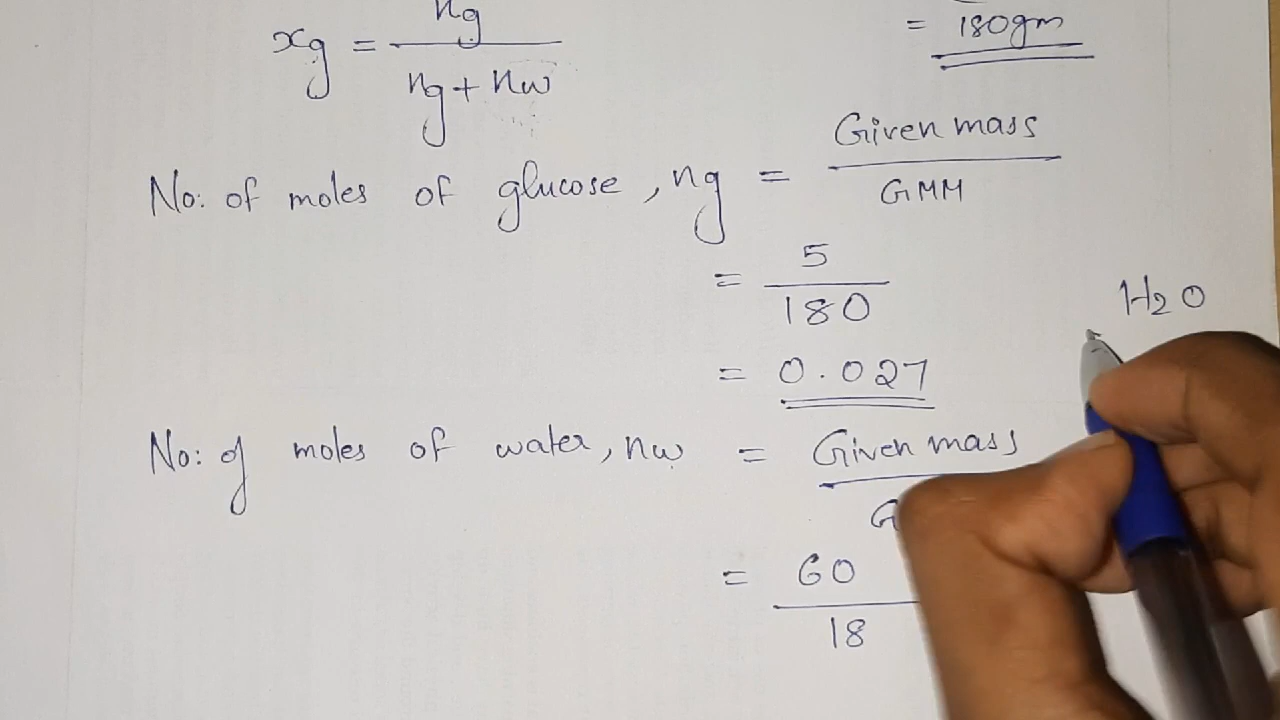 xg = ng / ng + nw
= 180gm
No: of moles of glucose, ng = Given mass / GMM
= 5 / 180
= 0.027
H2O
No: of moles of water, nw = Given mass / G
= 60 / 18